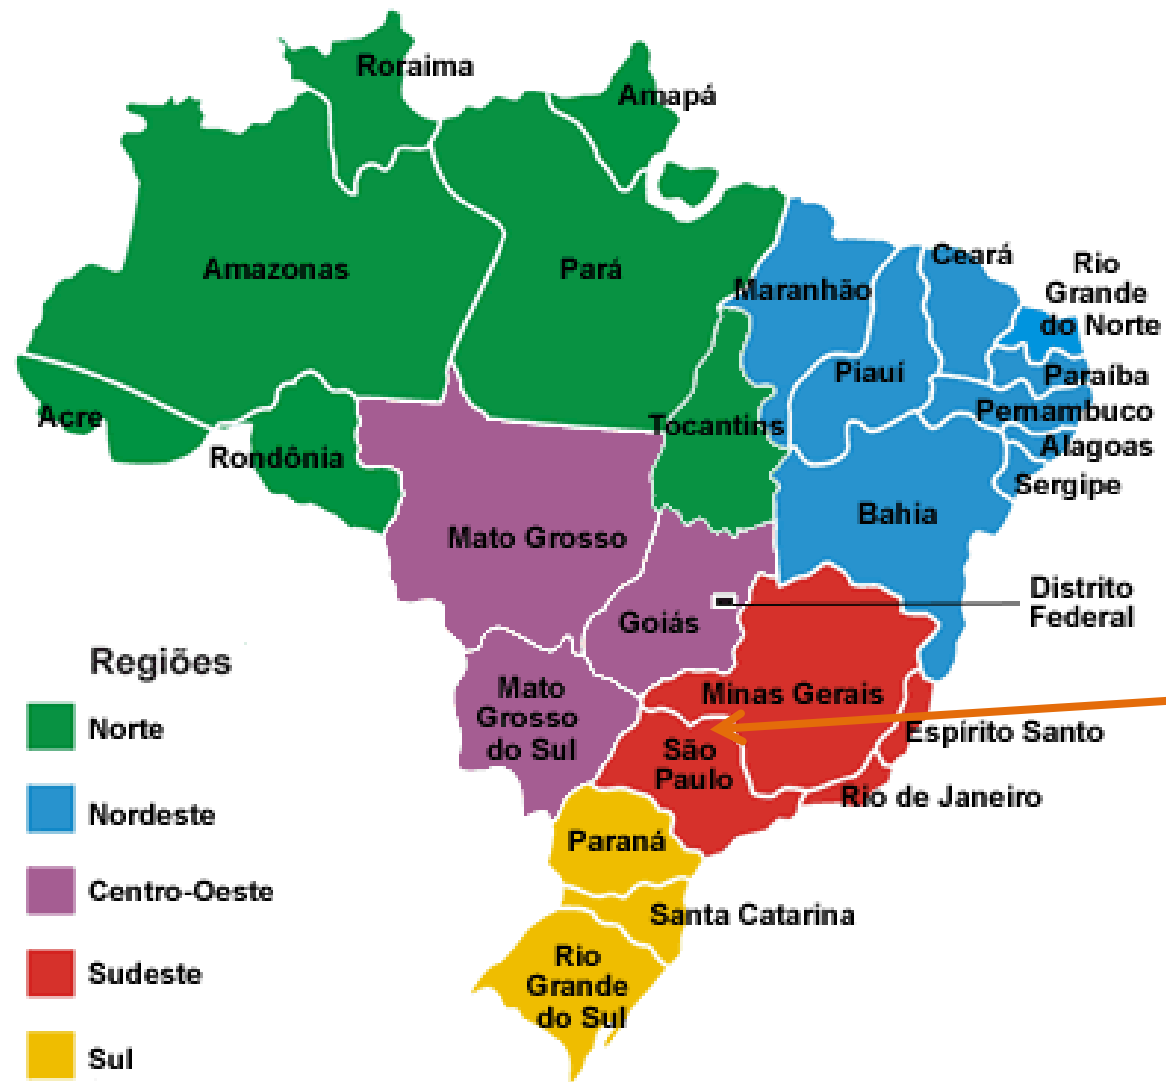 Roraima
Amapá
Amazonas
Pará
Maranhão
Ceará
Rio
Grande
do Norte
Piauí
Paraíba
Pernambuco
Alagoas
Sergipe
Acre
Rondônia
Tocantins
Bahia
Mato Grosso
Goiás
Distrito
Federal
Mato
Grosso
do Sul
Minas Gerais
Espírito Santo
São
Paulo
Rio de Janeiro
Paraná
Santa Catarina
Rio
Grande
do Sul
Regiões
Norte
Nordeste
Centro-Oeste
Sudeste
Sul